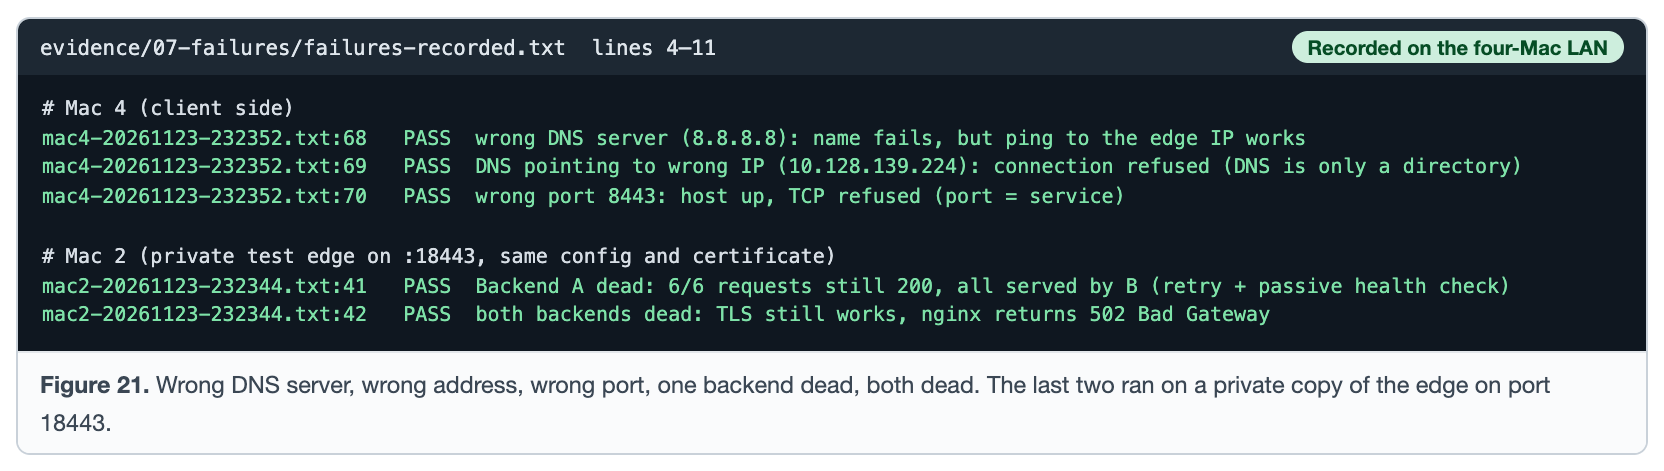 evidence/07-failures/failures-recorded.txt lines 4–11
Recorded on the four-Mac LAN
# Mac 4 (client side)
mac4-20261123-232352.txt:68 PASS wrong DNS server (8.8.8.8): name fails, but ping to the edge IP works
mac4-20261123-232352.txt:69 PASS DNS pointing to wrong IP (10.128.139.224): connection refused (DNS is only a directory)
mac4-20261123-232352.txt:70 PASS wrong port 8443: host up, TCP refused (port = service)
# Mac 2 (private test edge on :18443, same config and certificate)
mac2-20261123-232344.txt:41 PASS Backend A dead: 6/6 requests still 200, all served by B (retry + passive health check)
mac2-20261123-232344.txt:42 PASS both backends dead: TLS still works, nginx returns 502 Bad Gateway
Figure 21. Wrong DNS server, wrong address, wrong port, one backend dead, both dead. The last two ran on a private copy of the edge on port
18443.